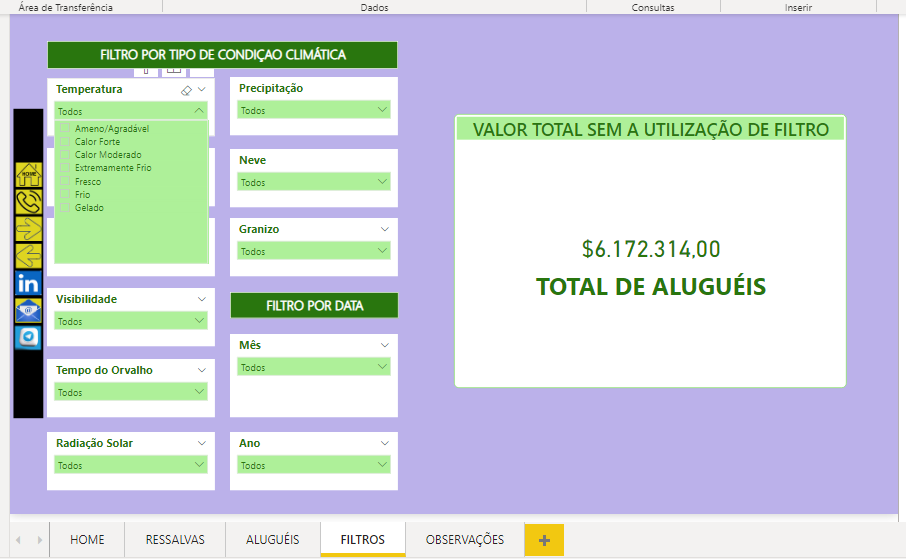 Área de Transferência
Dados
Consultas
Inserir
FILTRO POR TIPO DE CONDIÇAO CLIMÁTICA
Temperatura
Todos
Ameno/Agradável
Calor Forte
Calor Moderado
Extremamente Frio
Fresco
Frio
Gelado
Precipitação
Todos
Neve
Todos
Granizo
Todos
Visibilidade
Todos
Tempo do Orvalho
Todos
Radiação Solar
Todos
FILTRO POR DATA
Mês
Todos
Ano
Todos
HOME
in
VALOR TOTAL SEM A UTILIZAÇÃO DE FILTRO
$6.172.314,00
TOTAL DE ALUGUÉIS
HOME
RESSALVAS
ALUGUÉIS
FILTROS
OBSERVAÇÕES
+